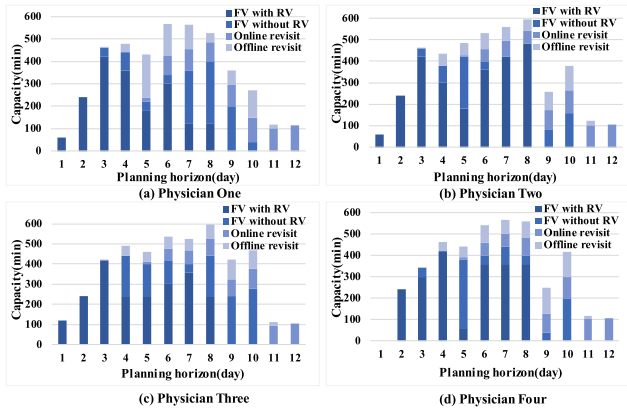 FV with RV
FV without RV
Online revisit
Offline revisit
Capacity(min)
600
500
400
300
200
100
0
1 2 3 4 5 6 7 8 9 10 11 12
Planning horizon(day)
(a) Physician One
FV with RV
FV without RV
Online revisit
Offline revisit
Capacity(min)
600
500
400
300
200
100
0
1 2 3 4 5 6 7 8 9 10 11 12
Planning horizon(day)
(b) Physician Two
FV with RV
FV without RV
Online revisit
Offline revisit
Capacity(min)
600
500
400
300
200
100
0
1 2 3 4 5 6 7 8 9 10 11 12
Planning horizon(day)
(c) Physician Three
FV with RV
FV without RV
Online revisit
Offline revisit
Capacity(min)
600
500
400
300
200
100
0
1 2 3 4 5 6 7 8 9 10 11 12
Planning horizon(day)
(d) Physician Four